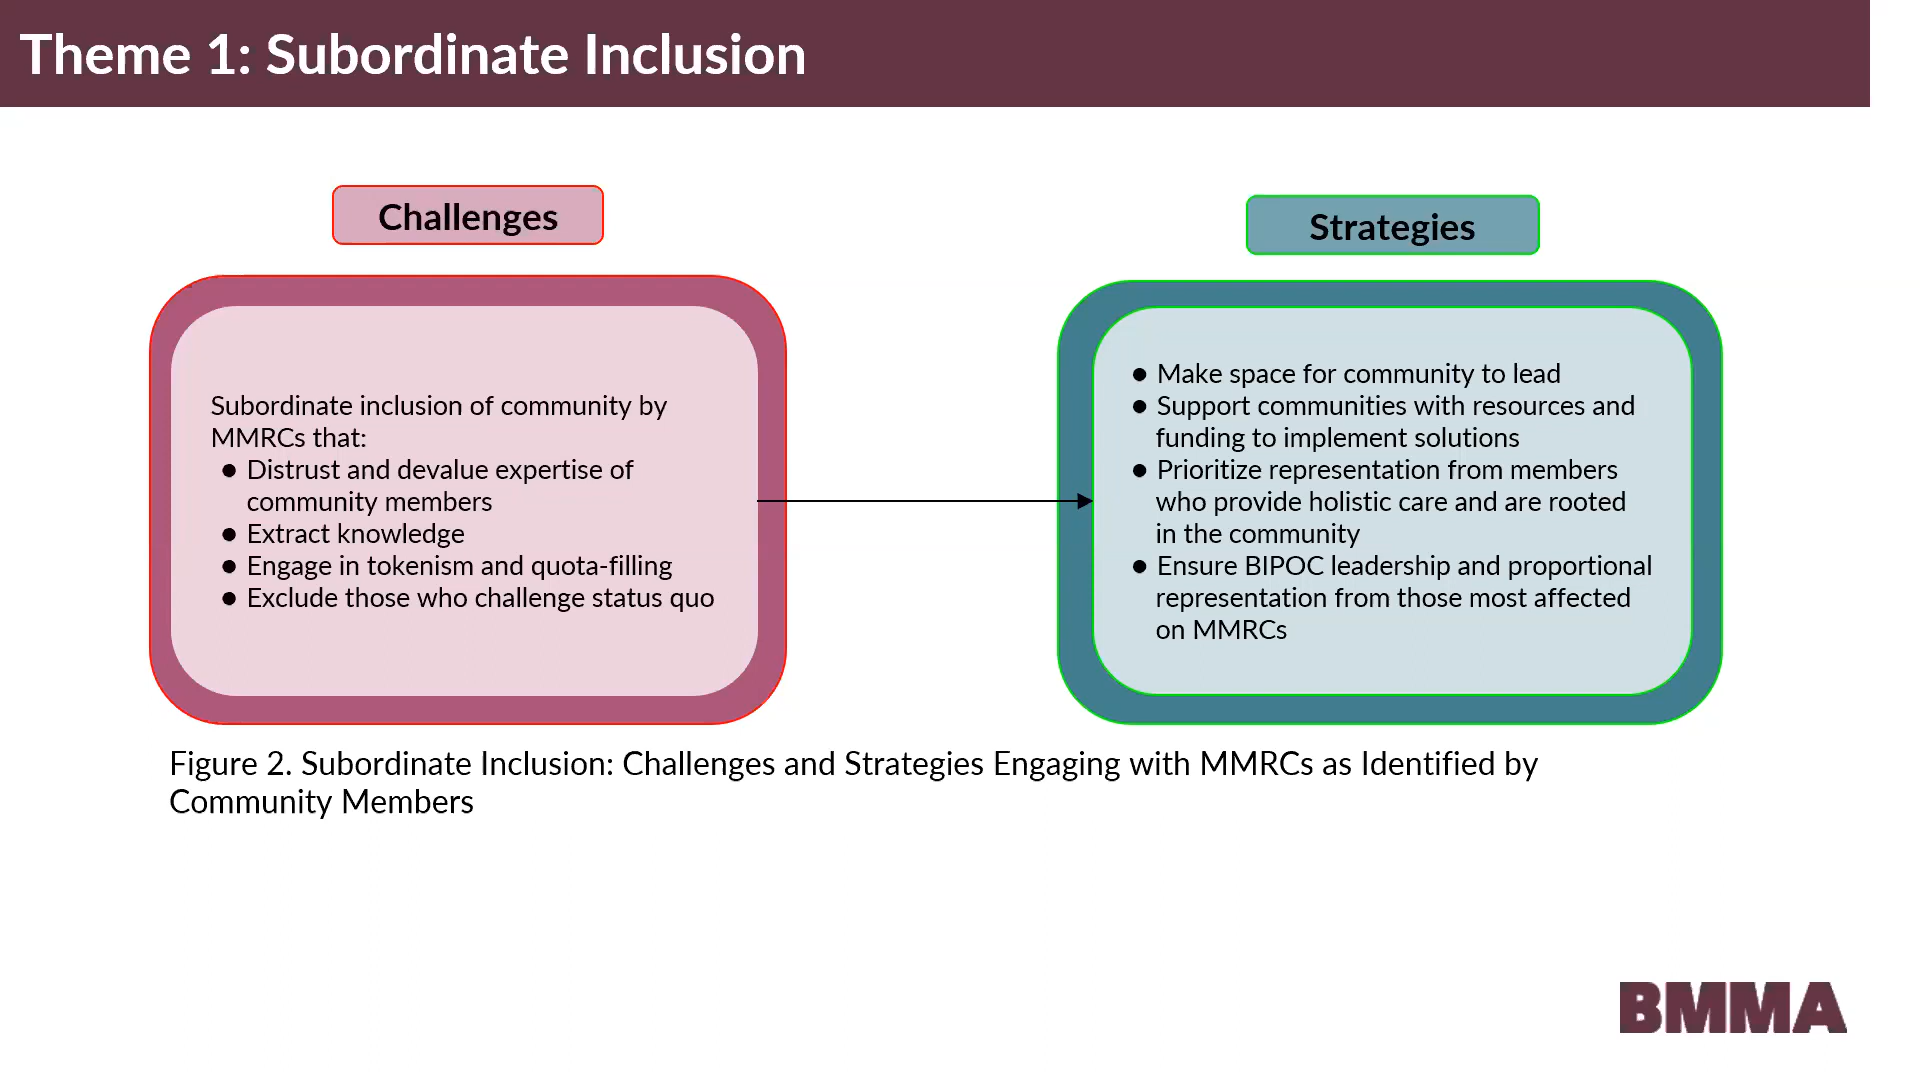 Theme 1: Subordinate Inclusion
Challenges
Subordinate inclusion of community by
MMRCs that:
● Distrust and devalue expertise of
community members
● Extract knowledge
● Engage in tokenism and quota-filling
● Exclude those who challenge status quo
Strategies
● Make space for community to lead
● Support communities with resources and
funding to implement solutions
● Prioritize representation from members
who provide holistic care and are rooted
in the community
● Ensure BIPOC leadership and proportional
representation from those most affected
on MMRCs
Figure 2. Subordinate Inclusion: Challenges and Strategies Engaging with MMRCs as Identified by
Community Members
BMMA